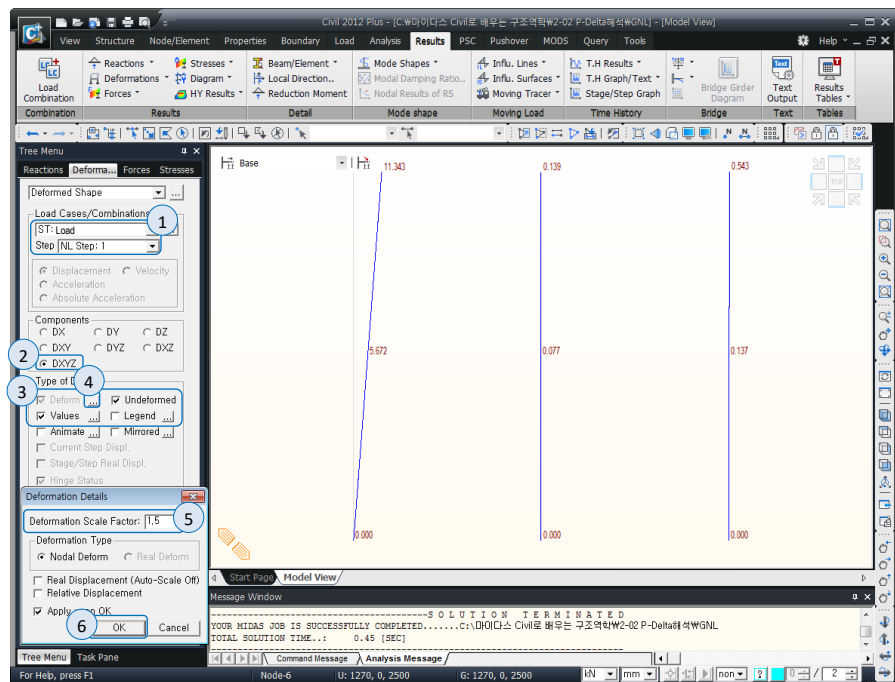 Civil 2012 Plus - [C:\마이다스 Civil로 배우는 구조역학\2-02 P-Delta해석\GNL] - [Model View]
View Structure Node/Element Properties Boundary Load Analysis Results PSC Pushover MODS Query Tools Help
Load Combination
Reactions
Deformations
Forces
Stresses
Diagram
HY Results
Beam/Element
Local Direction..
Reduction Moment
Mode Shapes
Modal Damping Ratio..
Nodal Results of RS
Influ. Lines
Influ. Surfaces
Moving Tracer
T.H Results
T.H Graph/Text
Stage/Step Graph
Bridge Girder Diagram
Text
Text Output
Results Tables
Combination Results Detail Mode shape Moving Load Time History Bridge Text Tables
Tree Menu
Reactions Deforma... Forces Stresses
Deformed Shape ...
Load Cases/Combinations
1
ST: Load
Step NL Step: 1
Displacement Velocity
Acceleration
Absolute Acceleration
Components
DX DY DZ
DXY DYZ DXZ
2
DXYZ
4
3
Deform ... Undeformed
Values ... Legend ...
Animate ... Mirrored ...
Current Step Displ.
Stage/Step Real Displ.
Hinge Status
Deformation Details
Deformation Scale Factor: 1,5
5
Deformation Type
Nodal Deform Real Deform
Real Displacement (Auto-Scale Off)
Relative Displacement
6
OK Cancel
Tree Menu Task Pane
Base
11.343 0.139 0.543
TOP
5.672 0.077 0.137
0.000 0.000 0.000
Start Page Model View
Message Window
SOLUTION TERMINATED
YOUR MIDAS JOB IS SUCCESSFULLY COMPLETED.......C:\마이다스 Civil로 배우는 구조역학\2-02 P-Delta해석\GNL
TOTAL SOLUTION TIME..: 0.45 [SEC]
Command Message Analysis Message
For Help, press F1 Node-6 U: 1270, 0, 2500 G: 1270, 0, 2500 kN mm non ? 0 / 2